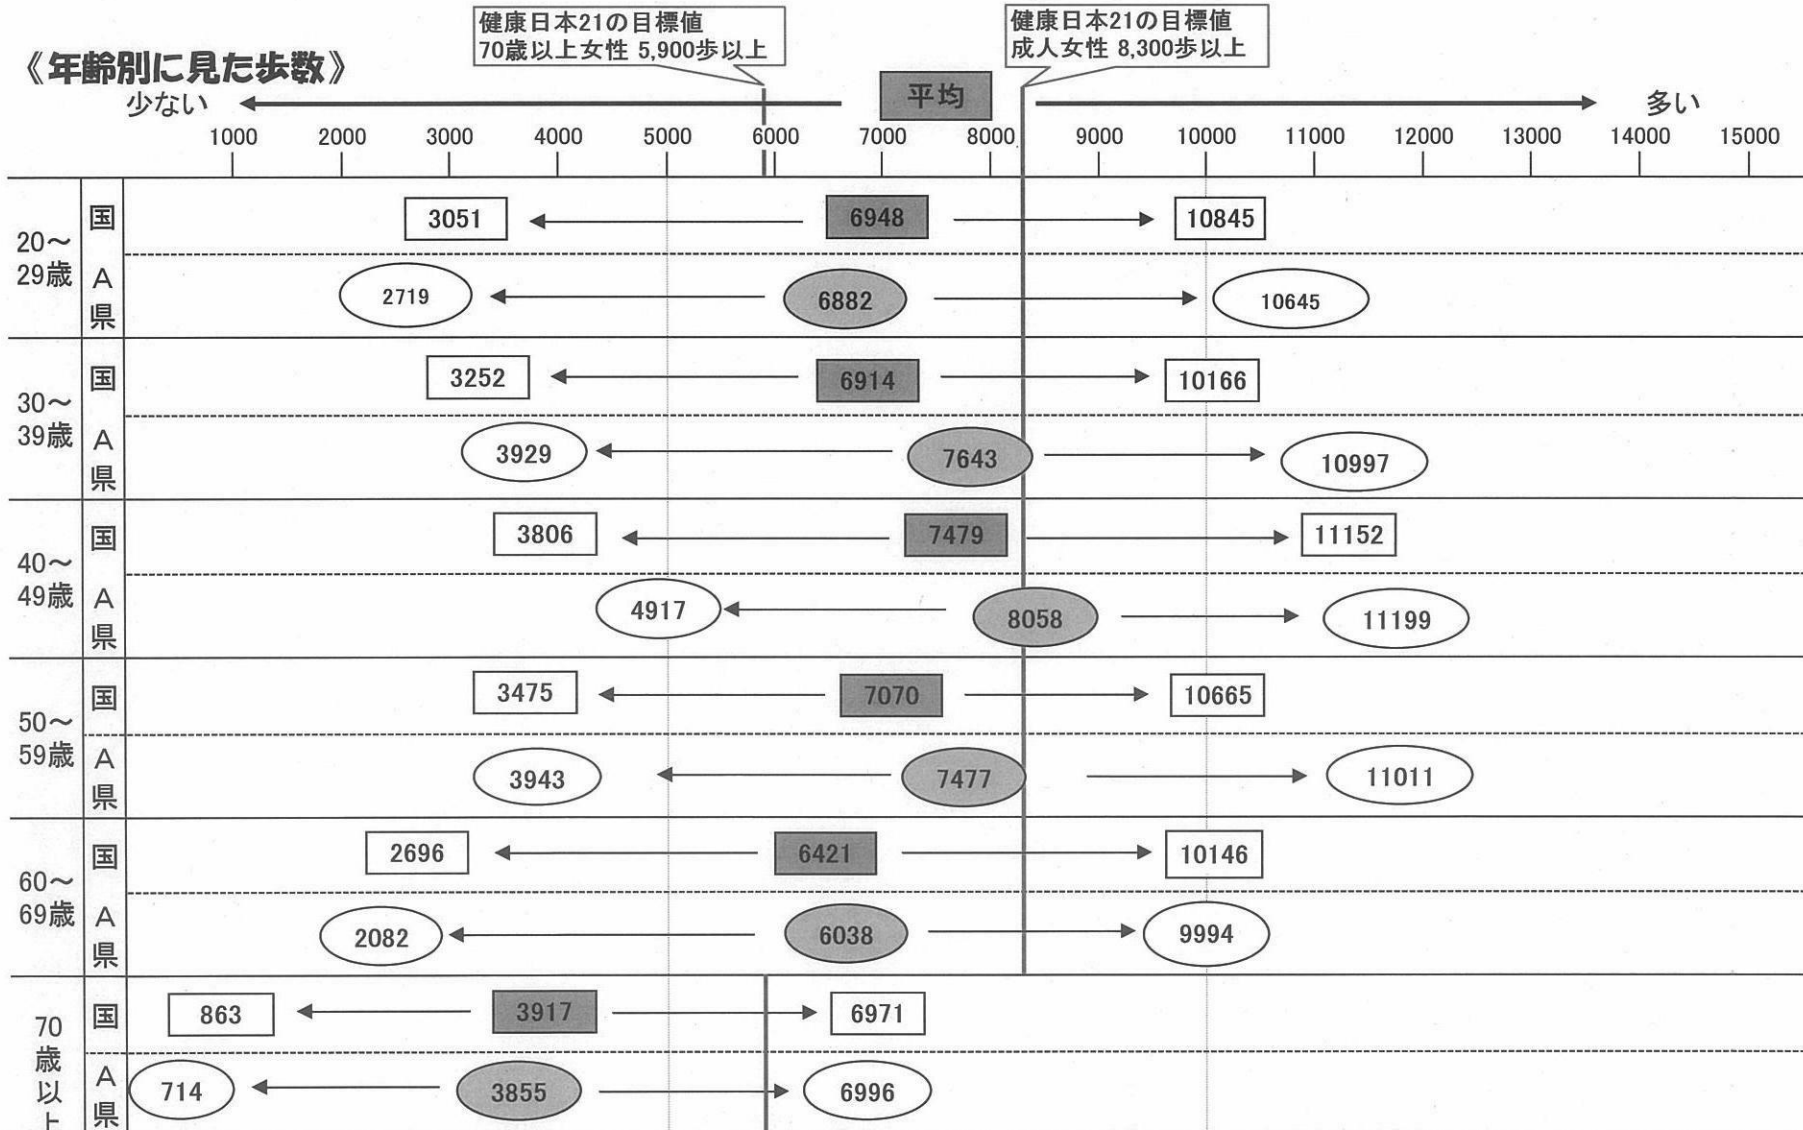 健康日本21の目標値
70歳以上女性 5,900歩以上
健康日本21の目標値
成人女性 8,300歩以上
《年齢別に見た歩数》
少ない
平均
多い
1000 2000 3000 4000 5000 6000 7000 8000 9000 10000 11000 12000 13000 14000 15000
20～
29歳
国
3051 6948 10845
A
県
2719 6882 10645
30～
39歳
国
3252 6914 10166
A
県
3929 7643 10997
40～
49歳
国
3806 7479 11152
A
県
4917 8058 11199
50～
59歳
国
3475 7070 10665
A
県
3943 7477 11011
60～
69歳
国
2696 6421 10146
A
県
2082 6038 9994
70
歳
以
上
国
863 3917 6971
A
県
714 3855 6996